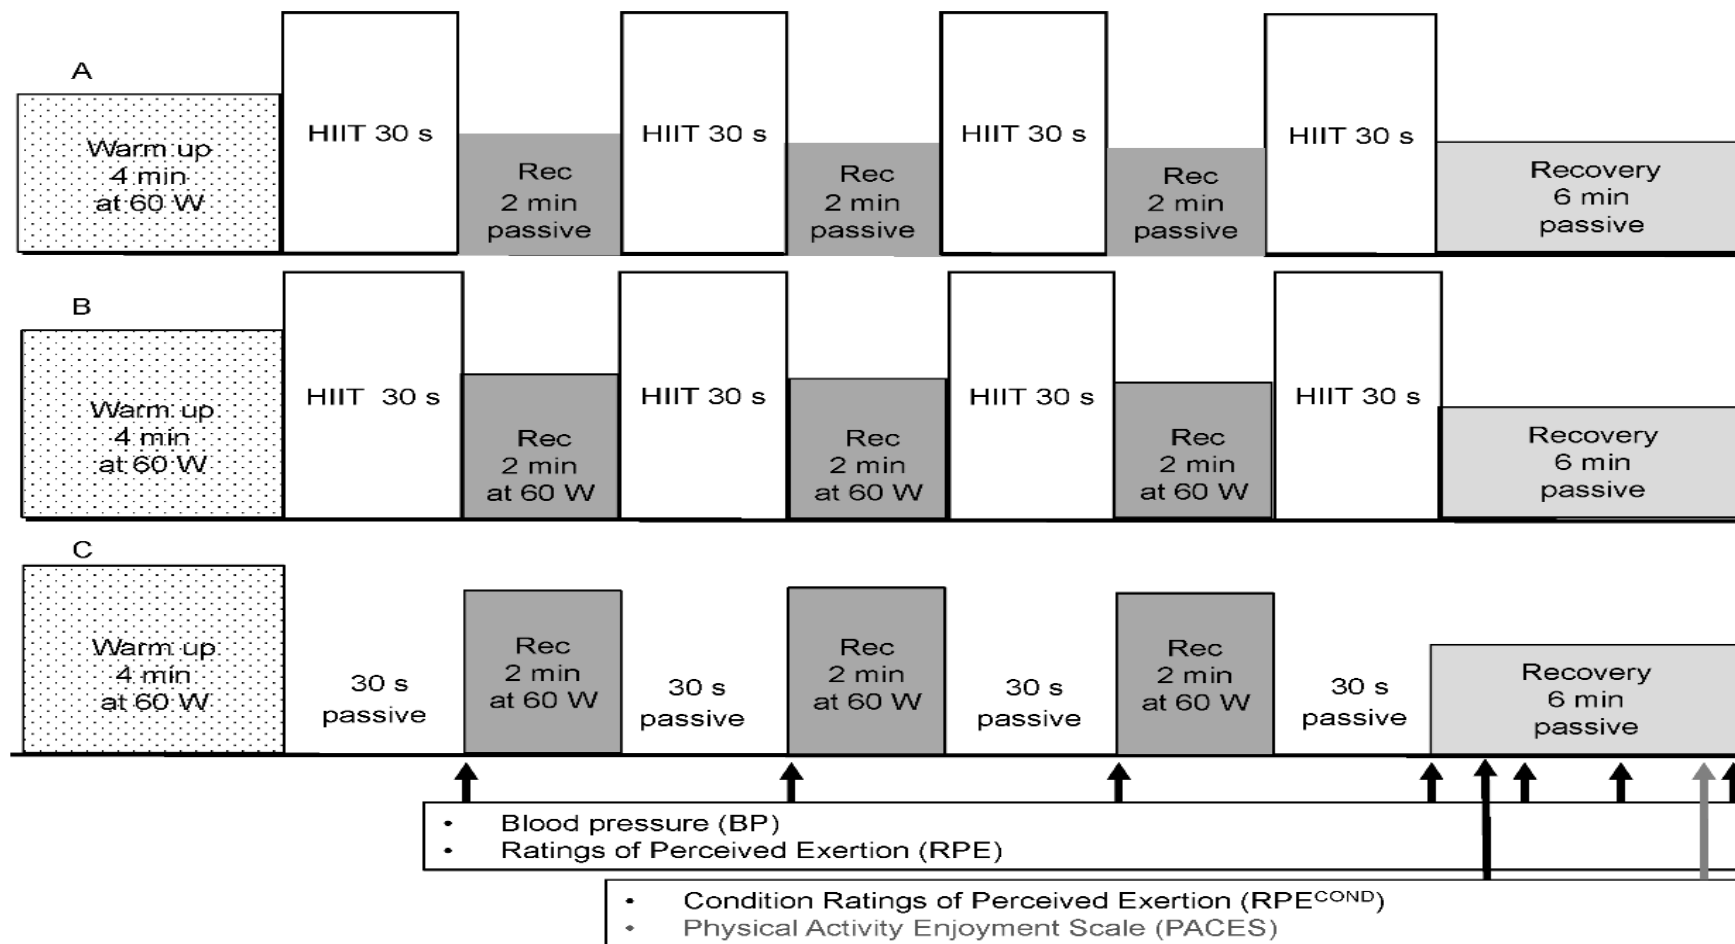 A
Warm up
4 min
at 60 W
HIIT 30 s
Rec
2 min
passive
HIIT 30 s
Rec
2 min
passive
HIIT 30 s
Rec
2 min
passive
HIIT 30 s
Recovery
6 min
passive
B
Warm up
4 min
at 60 W
HIIT 30 s
Rec
2 min
at 60 W
HIIT 30 s
Rec
2 min
at 60 W
HIIT 30 s
Rec
2 min
at 60 W
HIIT 30 s
Recovery
6 min
passive
C
Warm up
4 min
at 60 W
30 s
passive
Rec
2 min
at 60 W
30 s
passive
Rec
2 min
at 60 W
30 s
passive
Rec
2 min
at 60 W
30 s
passive
Recovery
6 min
passive
• Blood pressure (BP)
• Ratings of Perceived Exertion (RPE)
• Condition Ratings of Perceived Exertion (RPE^COND)
• Physical Activity Enjoyment Scale (PACES)